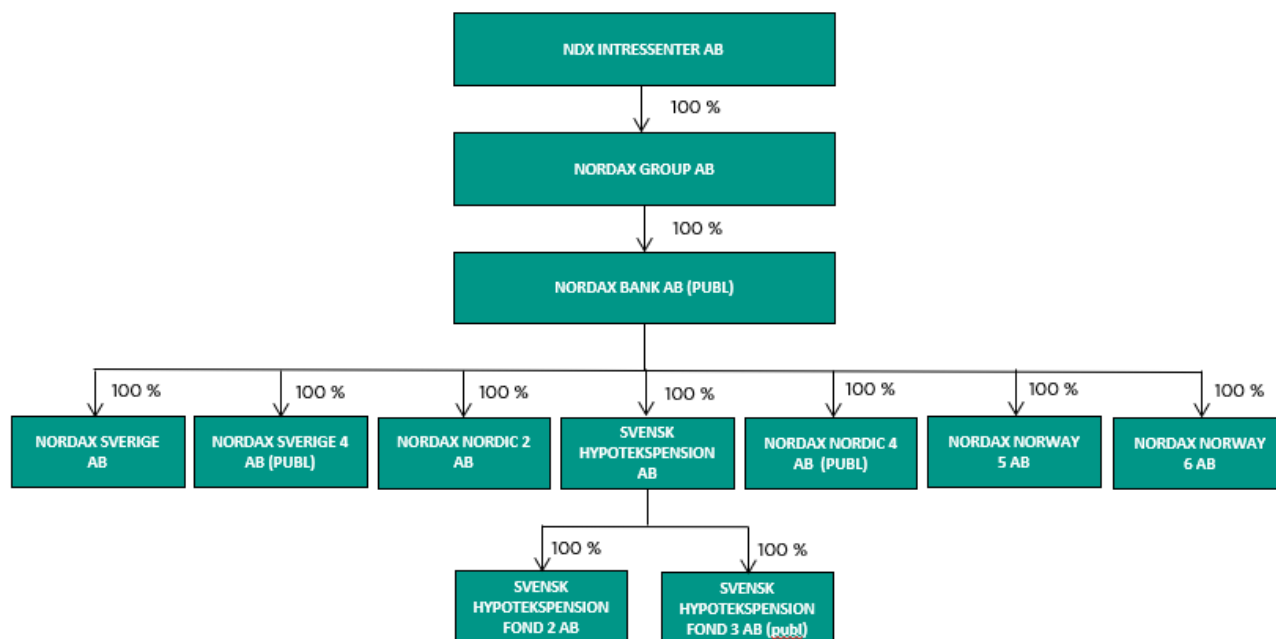 NDX INTRESSENTER AB
100 %
NORDAX GROUP AB
100 %
NORDAX BANK AB (PUBL)
100 %
100 %
100 %
100 %
100 %
100 %
100 %
NORDAX SVERIGE
AB
NORDAX SVERIGE 4
AB (PUBL)
NORDAX NORDIC 2
AB
SVENSK
HYPOTEKSPENSION
AB
NORDAX NORDIC 4
AB (PUBL)
NORDAX NORWAY
5 AB
NORDAX NORWAY
6 AB
100 %
100 %
SVENSK
HYPOTEKSPENSION
FOND 2 AB
SVENSK
HYPOTEKSPENSION
FOND 3 AB (publ)